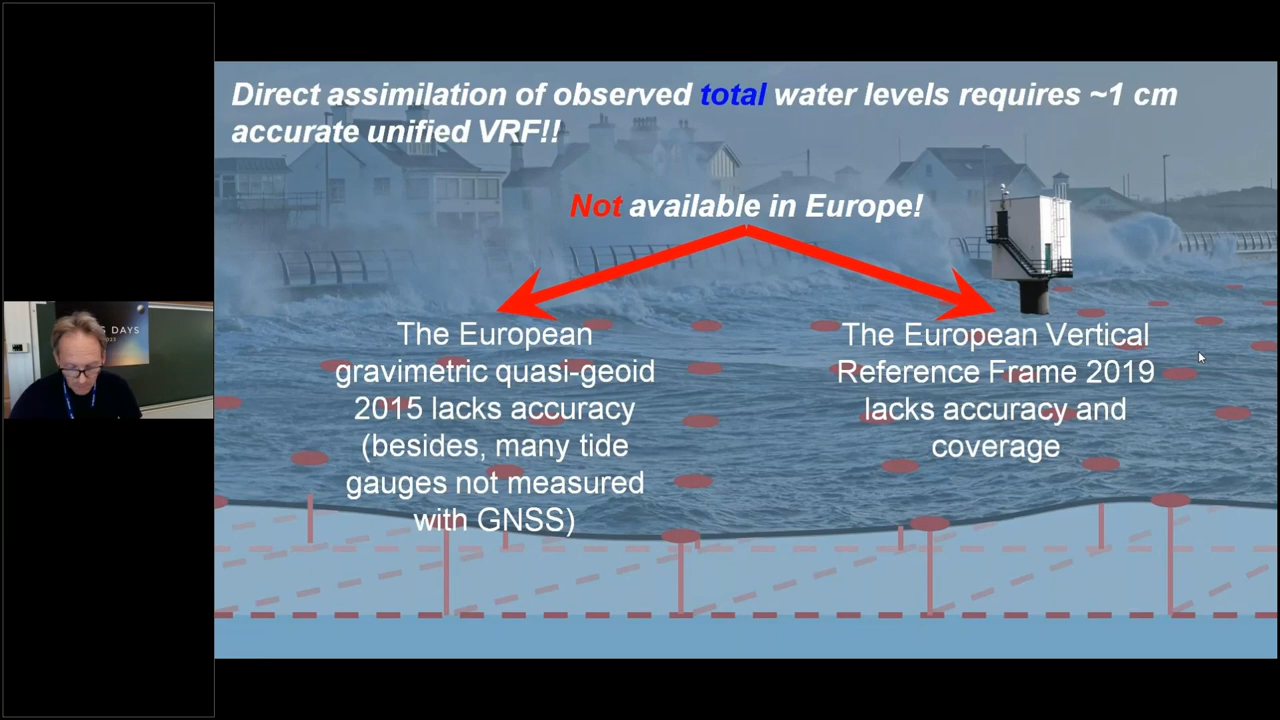 Direct assimilation of observed total water levels requires ~1 cm
accurate unified VRF!!
Not available in Europe!
The European
gravimetric quasi-geoid
2015 lacks accuracy
(besides, many tide
gauges not measured
with GNSS)
The European Vertical
Reference Frame 2019
lacks accuracy and
coverage
DAYS